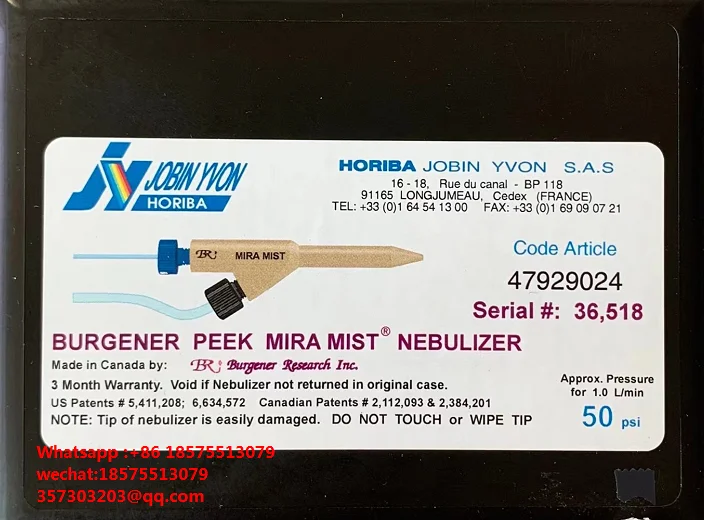 JOBIN YVON
HORIBA
HORIBA JOBIN YVON S.A.S
16 - 18, Rue du canal - BP 118
91165 LONGJUMEAU, Cedex (FRANCE)
TEL: +33 (0)1 64 54 13 00 FAX: +33 (0)1 69 09 07 21
BRI MIRA MIST
Code Article
47929024
Serial #: 36,518
BURGENER PEEK MIRA MIST® NEBULIZER
Made in Canada by: BRI Burgener Research Inc.
3 Month Warranty. Void if Nebulizer not returned in original case.
US Patents # 5,411,208; 6,634,572 Canadian Patents # 2,112,093 & 2,384,201
NOTE: Tip of nebulizer is easily damaged. DO NOT TOUCH or WIPE TIP
Approx. Pressure
for 1.0 L/min
50 psi
Whatsapp :+86 18575513079
wechat:18575513079
357303203@qq.com